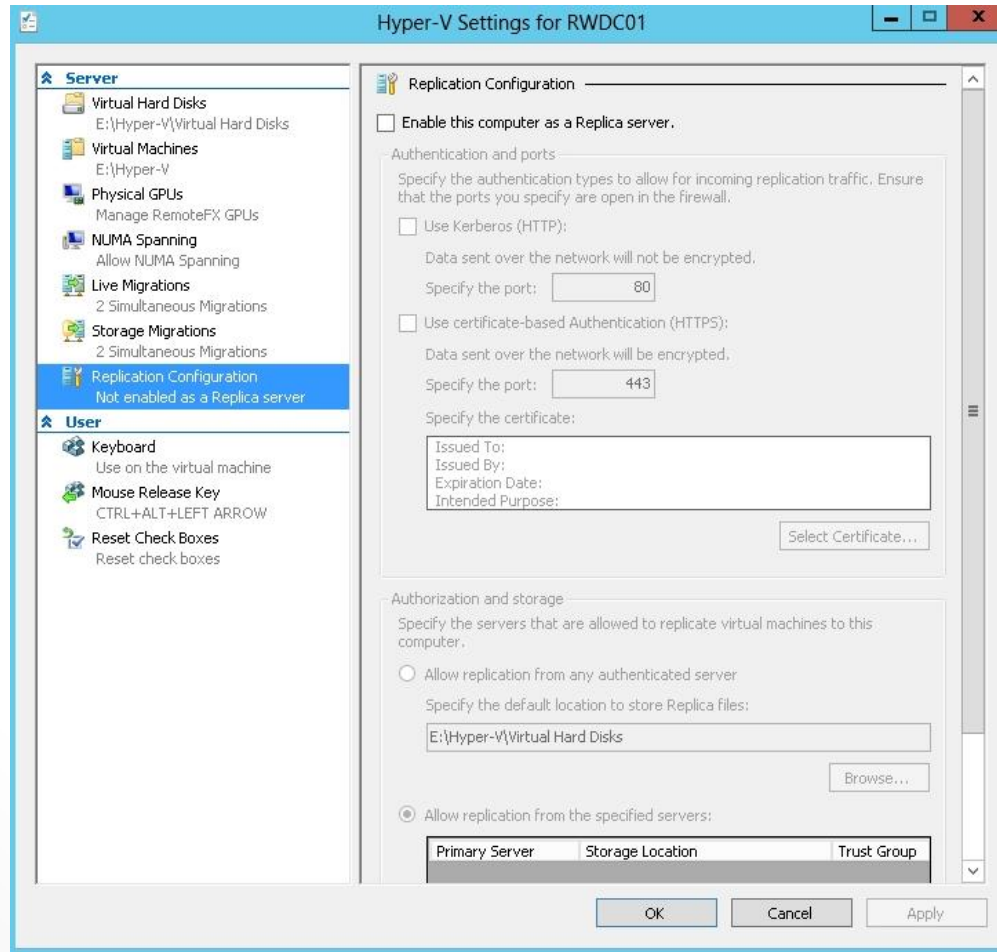 Hyper-V Settings for RWDC01
Server
Virtual Hard Disks
E:\Hyper-V\Virtual Hard Disks
Virtual Machines
E:\Hyper-V
Physical GPUs
Manage RemoteFX GPUs
NUMA Spanning
Allow NUMA Spanning
Live Migrations
2 Simultaneous Migrations
Storage Migrations
2 Simultaneous Migrations
Replication Configuration
Not enabled as a Replica server
User
Keyboard
Use on the virtual machine
Mouse Release Key
CTRL+ALT+LEFT ARROW
Reset Check Boxes
Reset check boxes
Replication Configuration
Enable this computer as a Replica server.
Authentication and ports
Specify the authentication types to allow for incoming replication traffic. Ensure
that the ports you specify are open in the firewall.
Use Kerberos (HTTP):
Data sent over the network will not be encrypted.
Specify the port: 80
Use certificate-based Authentication (HTTPS):
Data sent over the network will be encrypted.
Specify the port: 443
Specify the certificate:
Issued To:
Issued By:
Expiration Date:
Intended Purpose:
Select Certificate...
Authorization and storage
Specify the servers that are allowed to replicate virtual machines to this
computer.
Allow replication from any authenticated server
Specify the default location to store Replica files:
E:\Hyper-V\Virtual Hard Disks
Browse...
Allow replication from the specified servers:
Primary Server Storage Location Trust Group
OK Cancel Apply